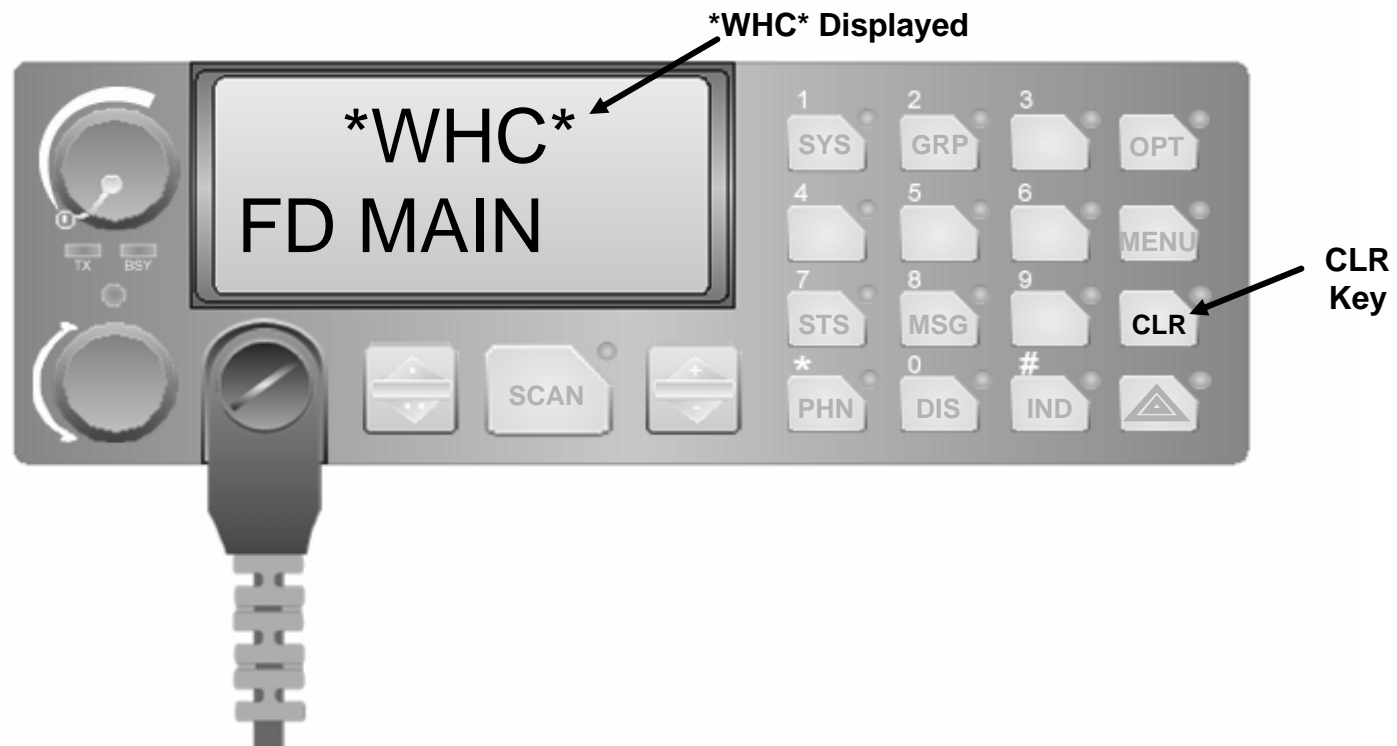 *WHC* Displayed
*WHC*
FD MAIN
TX BSY
1 2 3
SYS GRP OPT
4 5 6
MENU
7 8 9
STS MSG CLR
* 0 #
PHN DIS IND
SCAN
+
-
CLR
Key